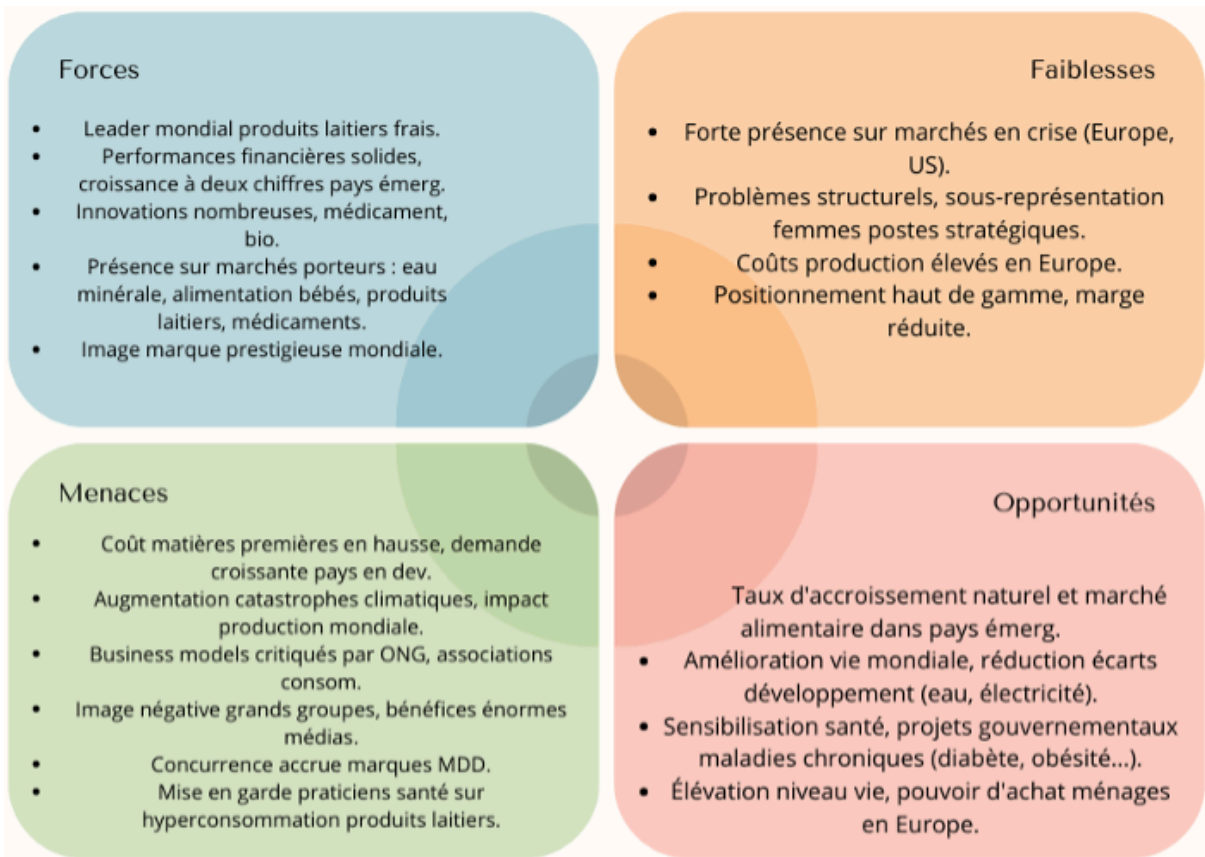 Forces
• Leader mondial produits laitiers frais.
• Performances financières solides,
croissance à deux chiffres pays émerg.
• Innovations nombreuses, médicament,
bio.
• Présence sur marchés porteurs : eau
minérale, alimentation bébés, produits
laitiers, médicaments.
• Image marque prestigieuse mondiale.
Faiblesses
• Forte présence sur marchés en crise (Europe,
US).
• Problèmes structurels, sous-représentation
femmes postes stratégiques.
• Coûts production élevés en Europe.
• Positionnement haut de gamme, marge
réduite.
Menaces
• Coût matières premières en hausse, demande
croissante pays en dev.
• Augmentation catastrophes climatiques, impact
production mondiale.
• Business models critiqués par ONG, associations
consom.
• Image négative grands groupes, bénéfices énormes
médias.
• Concurrence accrue marques MDD.
• Mise en garde praticiens santé sur
hyperconsommation produits laitiers.
Opportunités
Taux d'accroissement naturel et marché
alimentaire dans pays émerg.
• Amélioration vie mondiale, réduction écarts
développement (eau, électricité).
• Sensibilisation santé, projets gouvernementaux
maladies chroniques (diabète, obésité...).
• Élévation niveau vie, pouvoir d'achat ménages
en Europe.